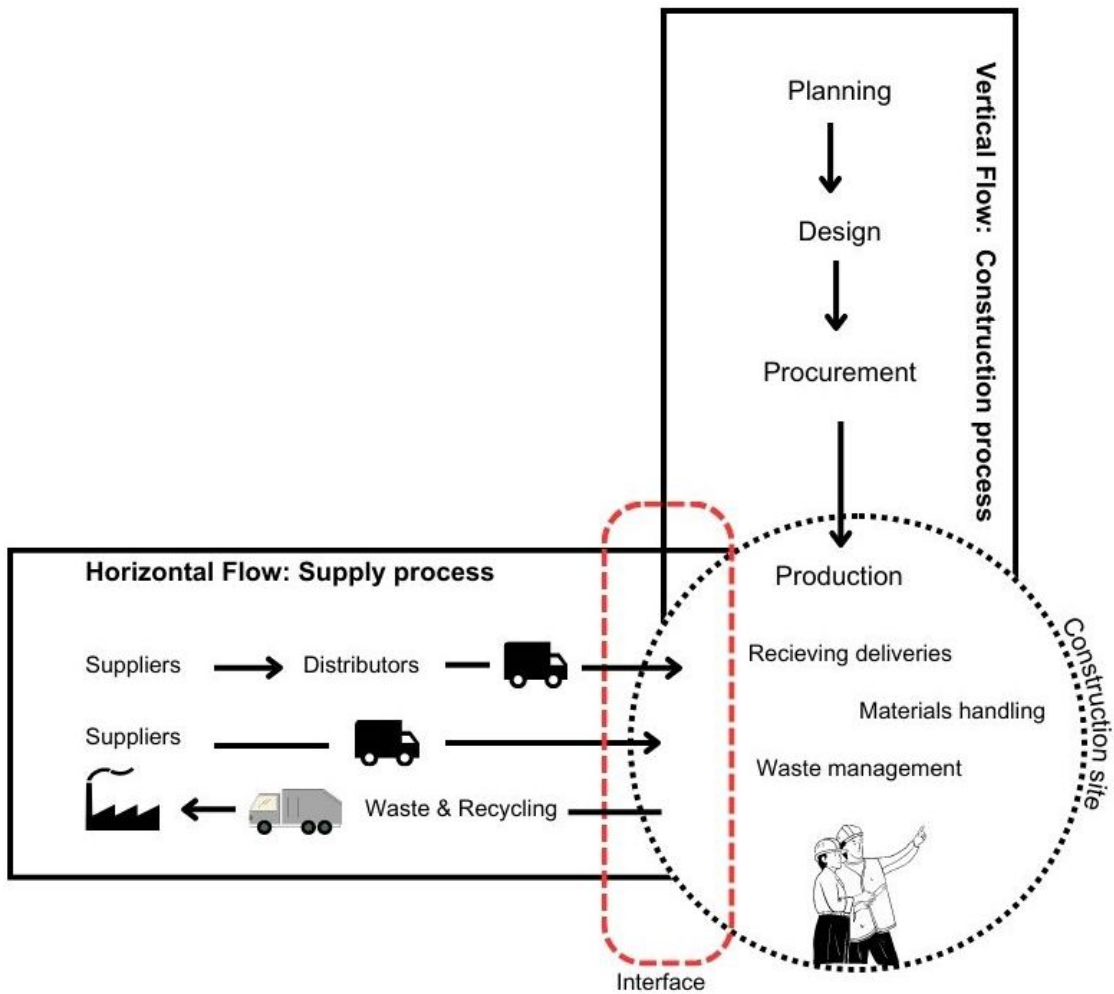 Planning
Design
Procurement
Vertical Flow: Construction process
Production
Recieving deliveries
Materials handling
Waste management
Construction site
Horizontal Flow: Supply process
Suppliers
Distributors
Suppliers
Waste & Recycling
Interface